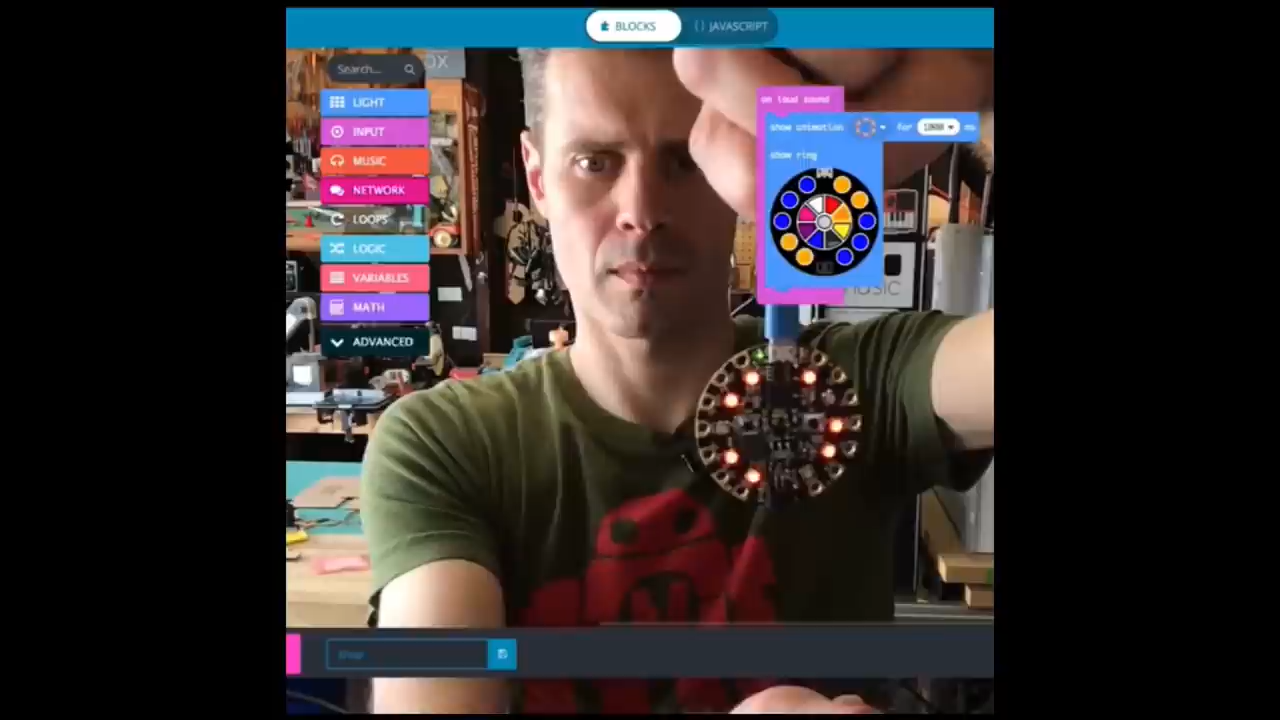 BLOCKS
JAVASCRIPT
Search...
LIGHT
INPUT
MUSIC
NETWORK
LOOPS
LOGIC
VARIABLES
MATH
ADVANCED
on loud sound
show animation for ms
show ring